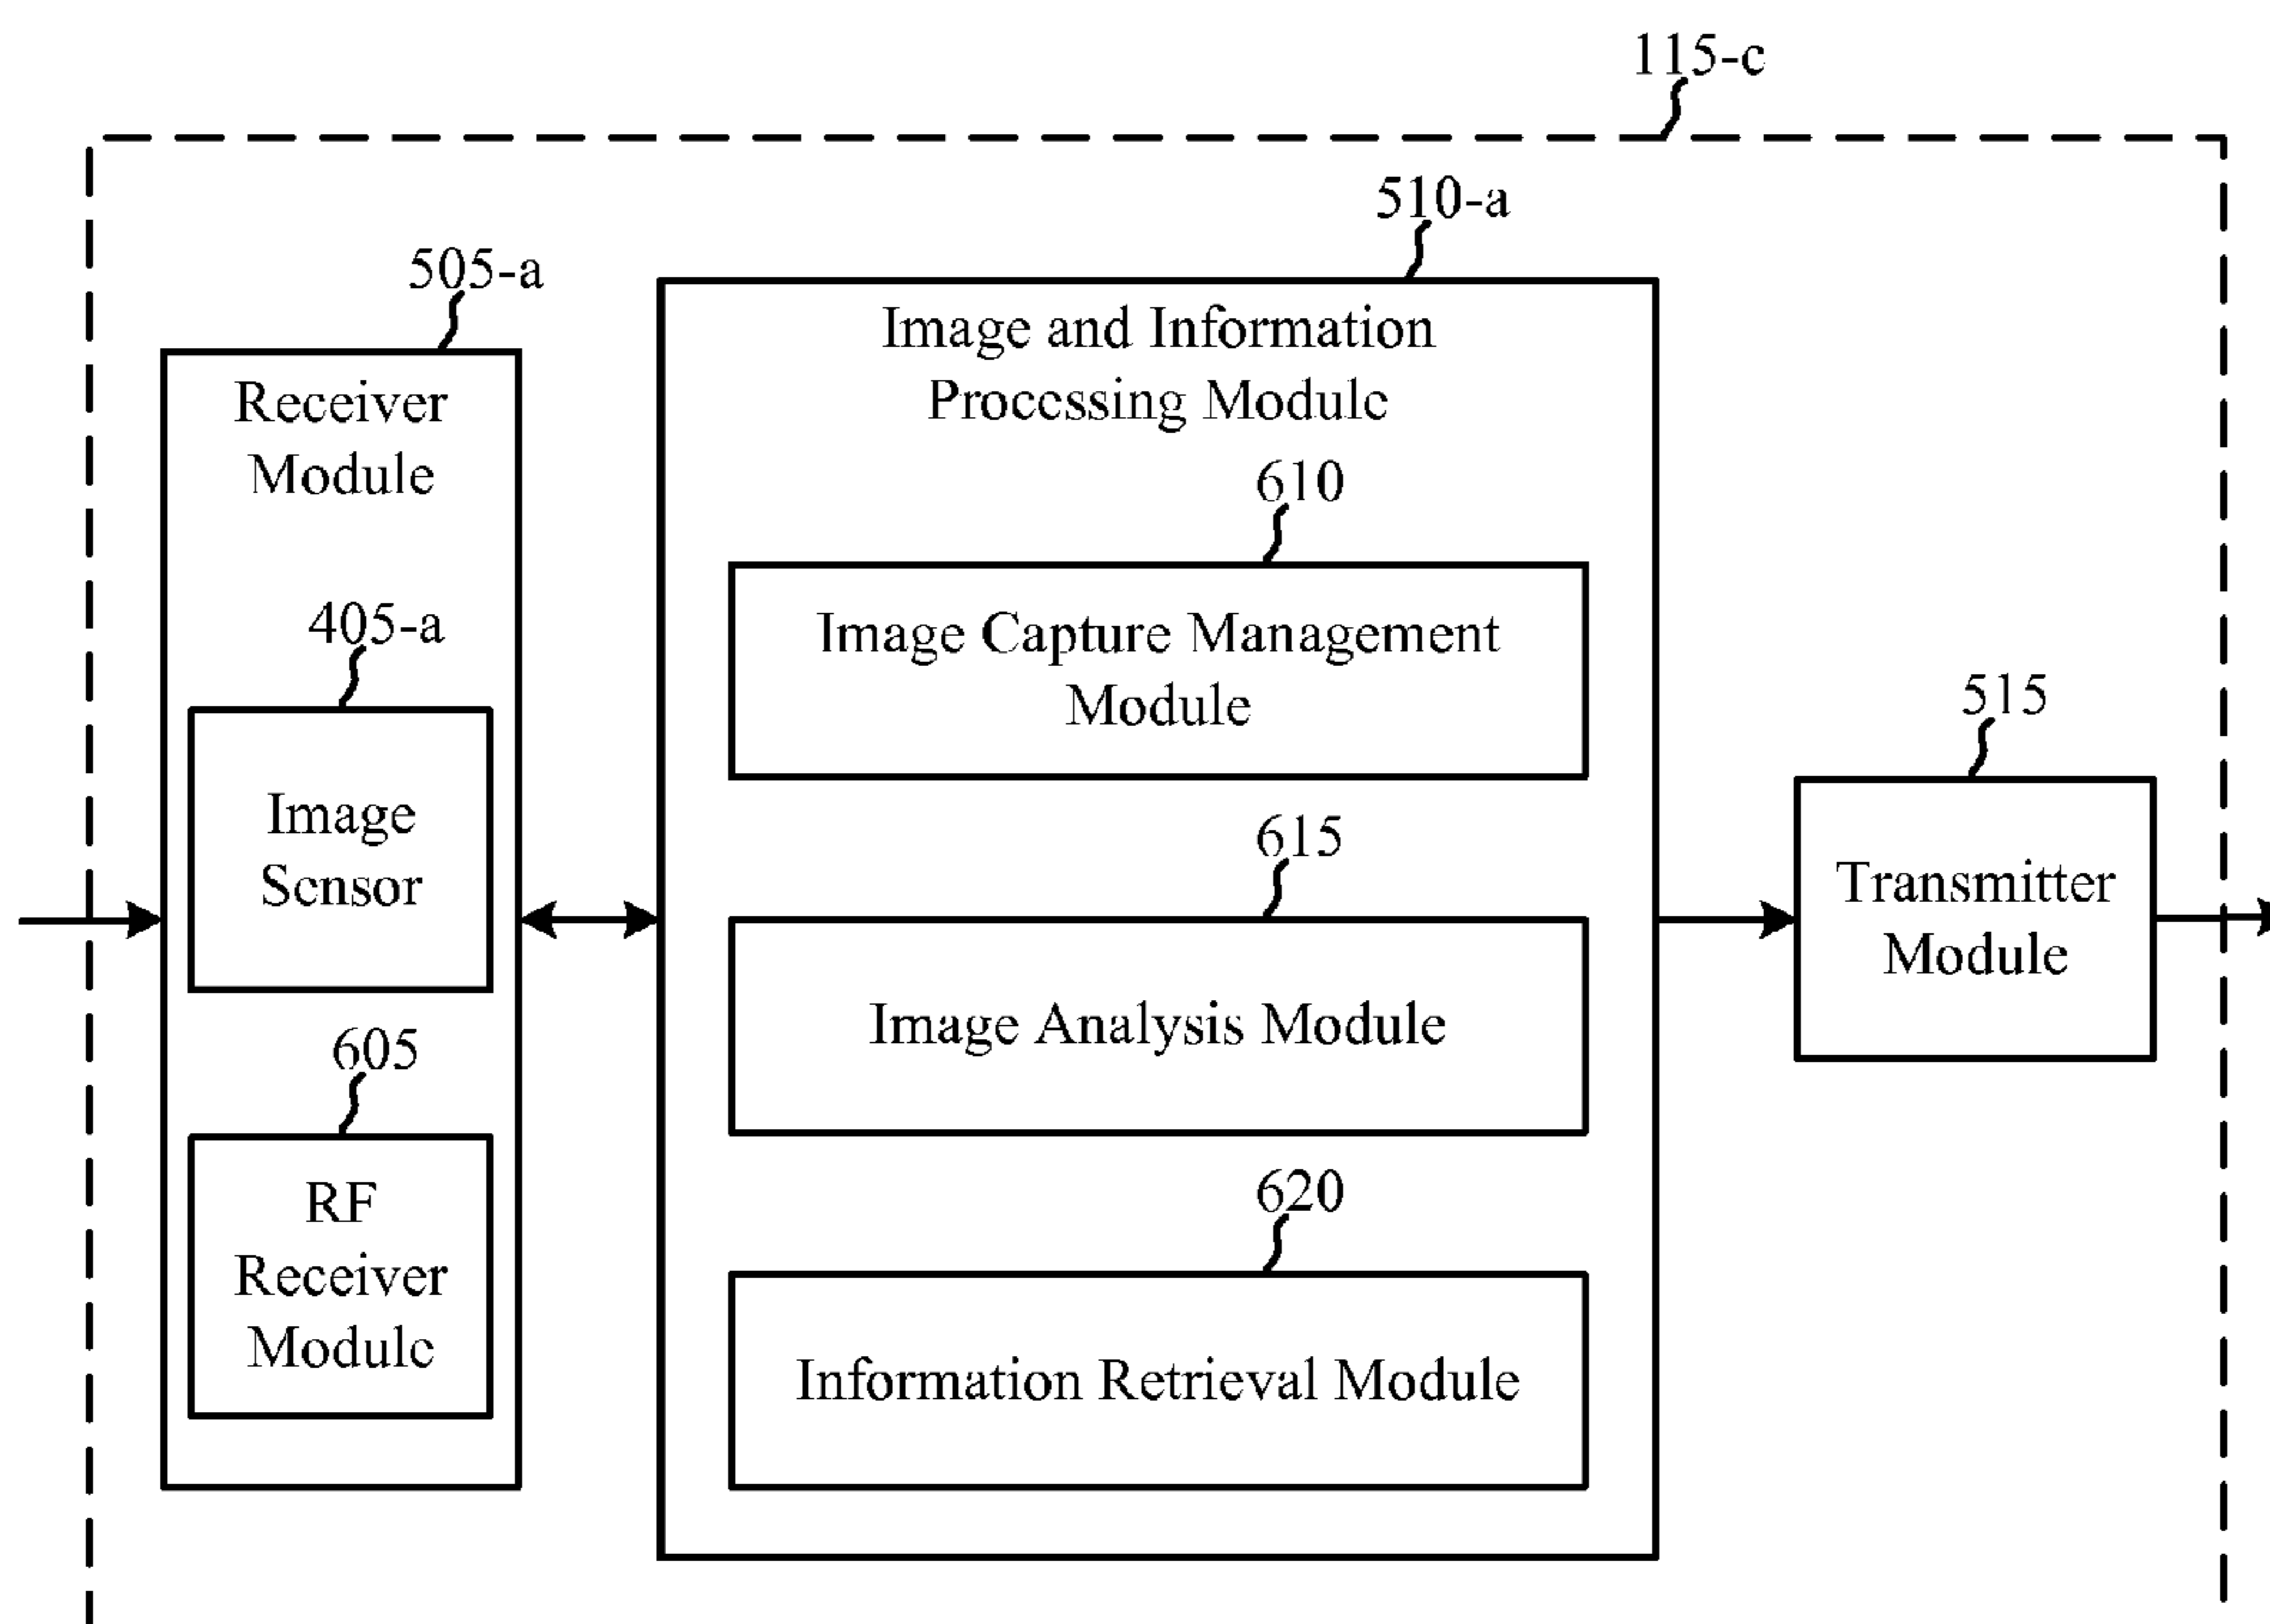 115-c
510-a
505-a
Image and Information
Processing Module
Receiver
Module
610
405-a
Image Capture Management
Module
515
Image
Sensor
615
Transmitter
Module
605
Image Analysis Module
620
RF
Receiver
Module
Information Retrieval Module